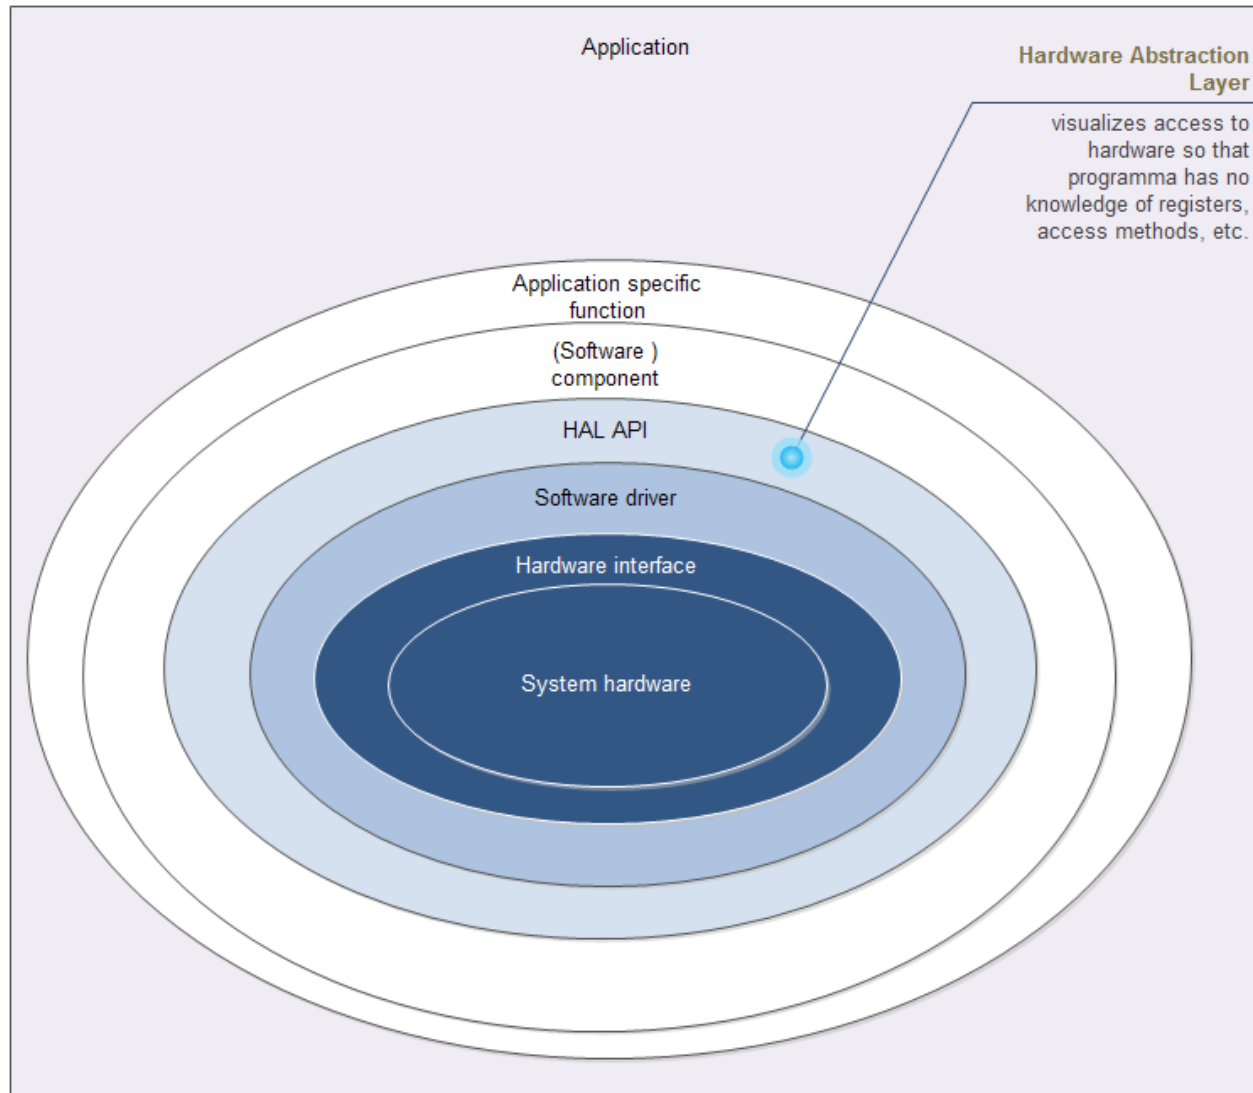 Application
Hardware Abstraction
Layer
visualizes access to
hardware so that
programma has no
knowledge of registers,
access methods, etc.
Application specific
function
(Software )
component
HAL API
Software driver
Hardware interface
System hardware